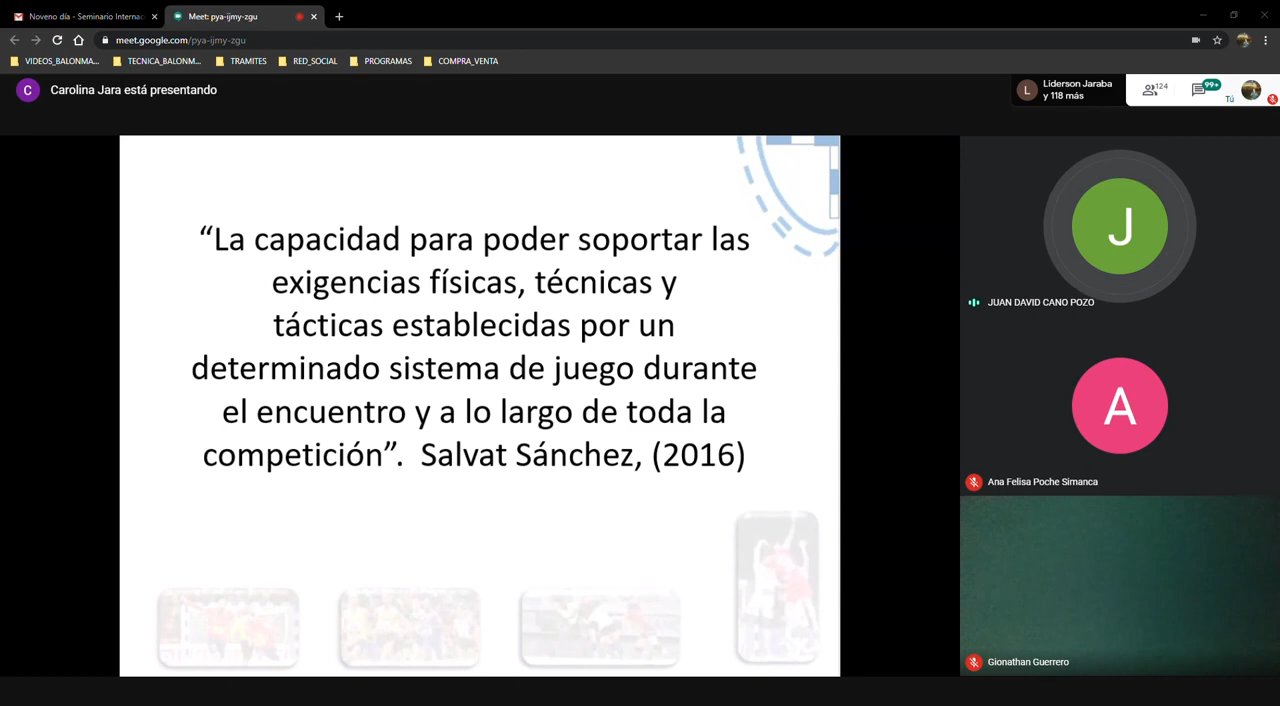 Noveno día - Seminario Internac
Meet: pya-ijmy-zgu
meet.google.com/pya-ijmy-zgu
VIDEOS_BALONMA...
TECNICA_BALONM...
TRAMITES
RED_SOCIAL
PROGRAMAS
COMPRA_VENTA
C
Carolina Jara está presentando
L
Liderson Jaraba
y 118 más
124
99+
Tú
“La capacidad para poder soportar las
exigencias físicas, técnicas y
tácticas establecidas por un
determinado sistema de juego durante
el encuentro y a lo largo de toda la
competición”. Salvat Sánchez, (2016)
J
JUAN DAVID CANO POZO
A
Ana Felisa Poche Simanca
Gionathan Guerrero